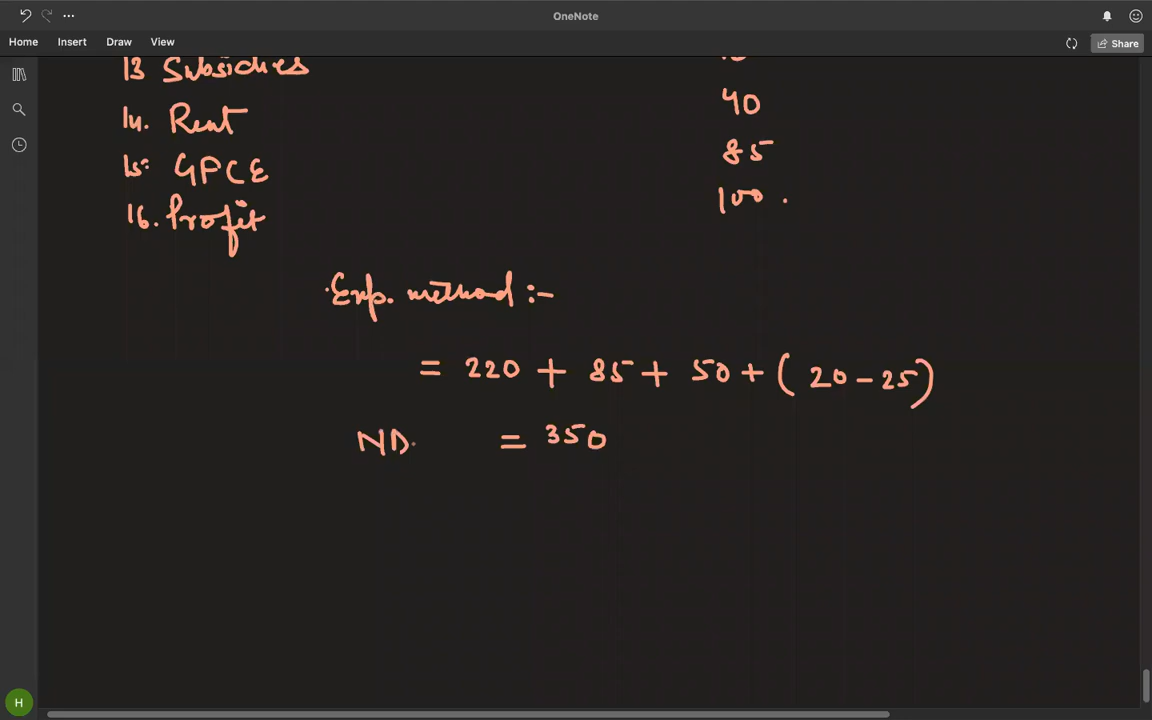 OneNote
Home Insert Draw View Share
13 Subsidies
14. Rent 40
15. GPCE 85
16. Profit 100 .
Exp. method :-
= 220 + 85 + 50 + ( 20 - 25 )
ND. = 350
H